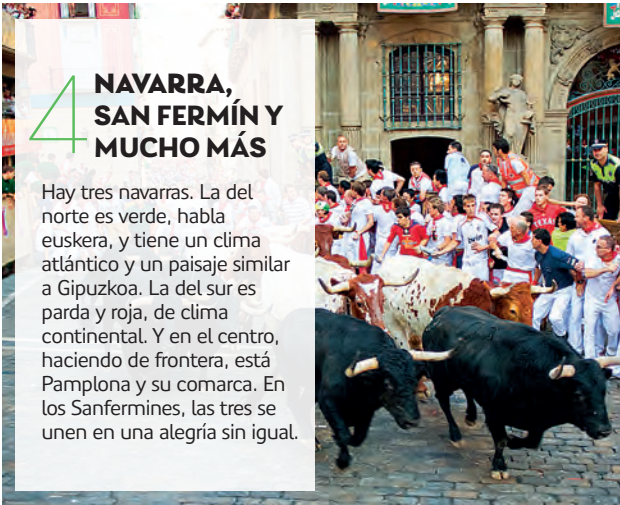 4
NAVARRA,
SAN FERMÍN Y
MUCHO MÁS
Hay tres navarras. La del
norte es verde, habla
euskera, y tiene un clima
atlántico y un paisaje similar
a Gipuzkoa. La del sur es
parda y roja, de clima
continental. Y en el centro,
haciendo de frontera, está
Pamplona y su comarca. En
los Sanfermines, las tres se
unen en una alegría sin igual.
TEXAS